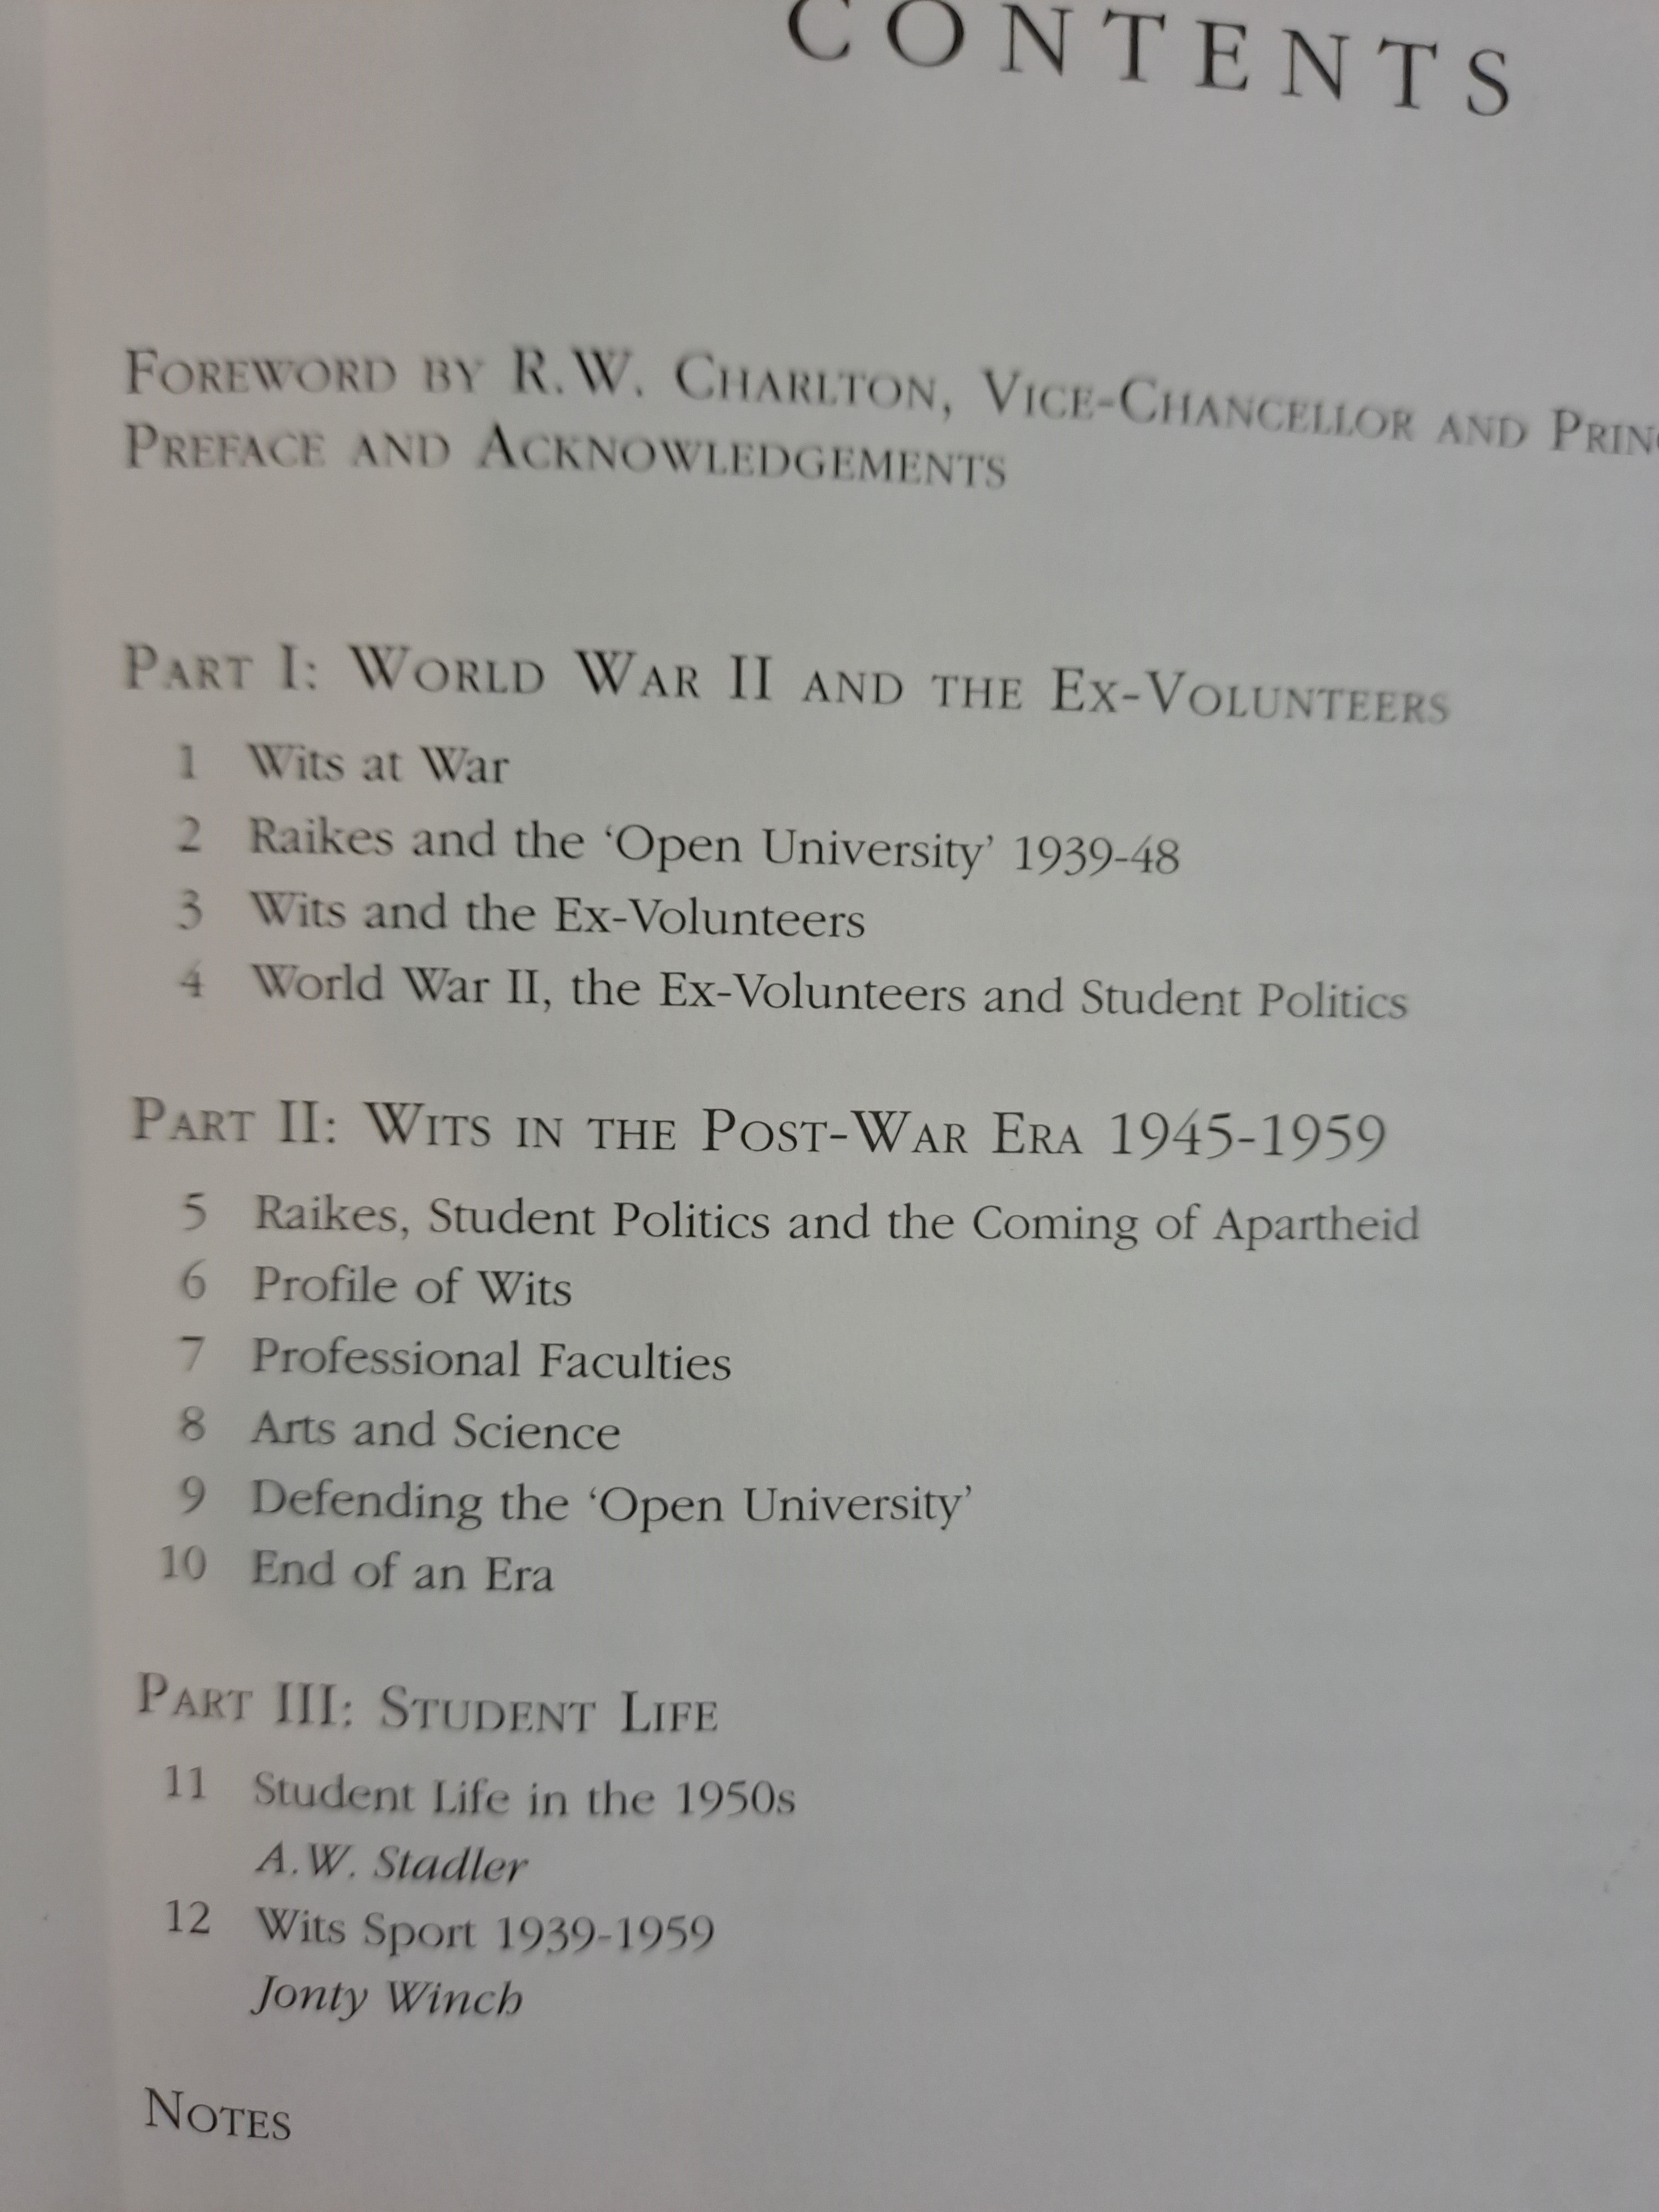 CONTENTS
FOREWORD BY R.W. CHARLTON, VICE-CHANCELLOR AND
PREFACE AND ACKNOWLEDGEMENTS
PART I: WORLD WAR II AND THE EX-VOLUNTEERS
1 Wits at War
2 Raikes and the ‘Open University’ 1939-48
3 Wits and the Ex-Volunteers
4 World War II, the Ex-Volunteers and Student Politics
PART II: WITS IN THE POST-WAR ERA 1945-1959
5 Raikes, Student Politics and the Coming of Apartheid
6 Profile of Wits
7 Professional Faculties
8 Arts and Science
9 Defending the ‘Open University’
10 End of an Era
PART III: STUDENT LIFE
11 Student Life in the 1950s
A.W. Stadler
12 Wits Sport 1939-1959
Jonty Winch
NOTES